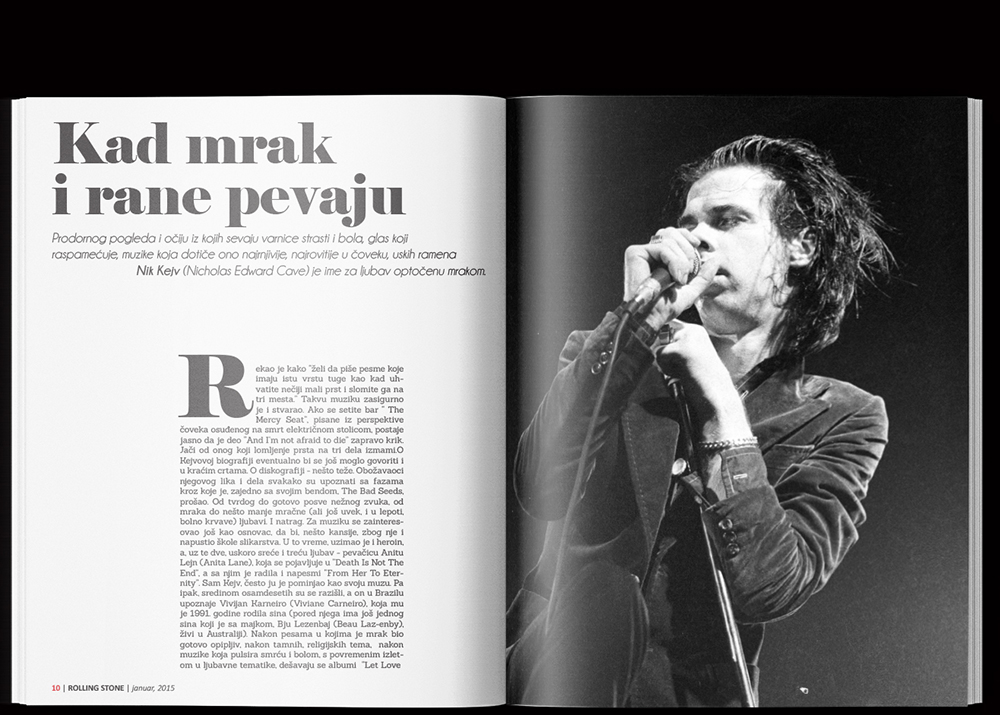 Kad mrak
i rane pevaju
Prodornog pogleda i očiju iz kojih sevaju varnice strasti i bola, glas koji
raspamećuje, muzike koja dotiče ono najmjivije, najrovitije u čoveku, uskih ramena
Nik Kejv (Nicholas Edward Cave) je ime za ljubav optočenu mrakom.
Rekao je kako "želi da piše pesme koje
imaju istu vrstu tuge kao kad uh-
vatite nečiji mali prst i slomite ga na
tri mesta." Takvu muziku zasigurno
je i stvarao. Ako se setite bar " The
Mercy Seat", pisane iz perspektive
čoveka osuđenog na smrt električnom stolicom, postaje
jasno da je deo "And I'm not afraid to die" zapravo krik.
Jači od onog koji lomljenje prsta na tri dela izmami.O
Kejvovoj biografiji eventualno bi se još moglo govoriti i
u kraćim crtama. O diskografiji - nešto teže. Obožavaoci
njegovog lika i dela svakako su upoznati sa fazama
kroz koje je, zajedno sa svojim bendom, The Bad Seeds,
prošao. Od tvrdog do gotovo posve nežnog zvuka, od
mraka do nešto manje mračne (ali još uvek, i u lepoti,
bolno krvave) ljubavi. I natrag. Za muziku se zainteres-
ovao još kao osnovac, da bi, nešto kansije, zbog nje i
napustio škole slikarstva. U to vreme, uzimao je i heroin,
a, uz te dve, uskoro sreće i treću ljubav - pevačicu Anitu
Lejn (Anita Lane), koja se pojavljuje u "Death Is Not The
End", a sa njim je radila i napesmi "From Her To Eter-
nity". Sam Kejv, često ju je pominjao kao svoju muzu. Pa
ipak, sredinom osamdesetih su se razišli, a on u Brazilu
upoznaje Vivijan Karneiro (Viviane Carneiro), koja mu
je 1991. godine rodila sina (pored njega ima još jednog
sina koji je sa majkom, Bju Lezenbaj (Beau Laz-enby),
živi u Australiji). Nakon pesama u kojima je mrak bio
gotovo opipljiv, nakon tamnih, religijskih tema, nakon
muzike koja pulsira smrću i bolom, s povremenim izlet-
om u ljubavne tematike, dešavaju se albumi "Let Love
10 | ROLLING STONE | januar, 2015